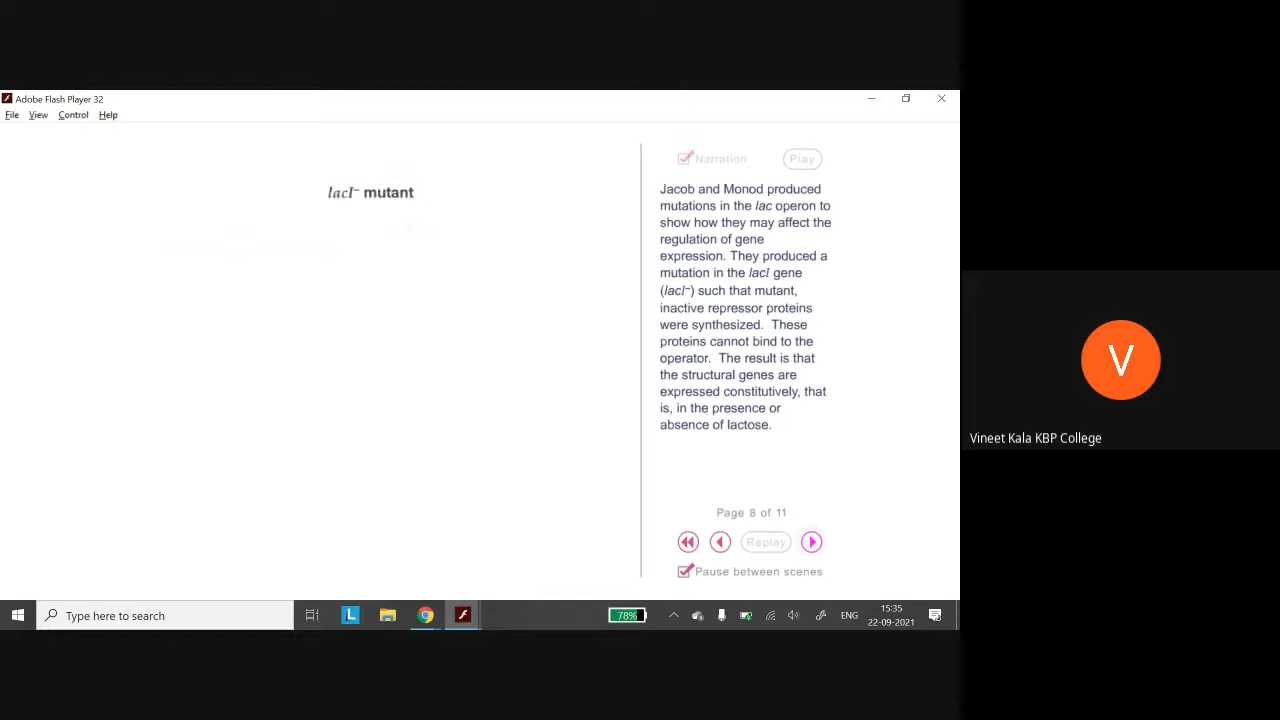 Adobe Flash Player 32
File View Control Help
lacI– mutant
Narration Play
Jacob and Monod produced
mutations in the lac operon to
show how they may affect the
regulation of gene
expression. They produced a
mutation in the lacI gene
(lacI–) such that mutant,
inactive repressor proteins
were synthesized. These
proteins cannot bind to the
operator. The result is that
the structural genes are
expressed constitutively, that
is, in the presence or
absence of lactose.
Page 8 of 11
Replay
Pause between scenes
V
Vineet Kala KBP College
Type here to search
L
78%
ENG
15:35
22-09-2021